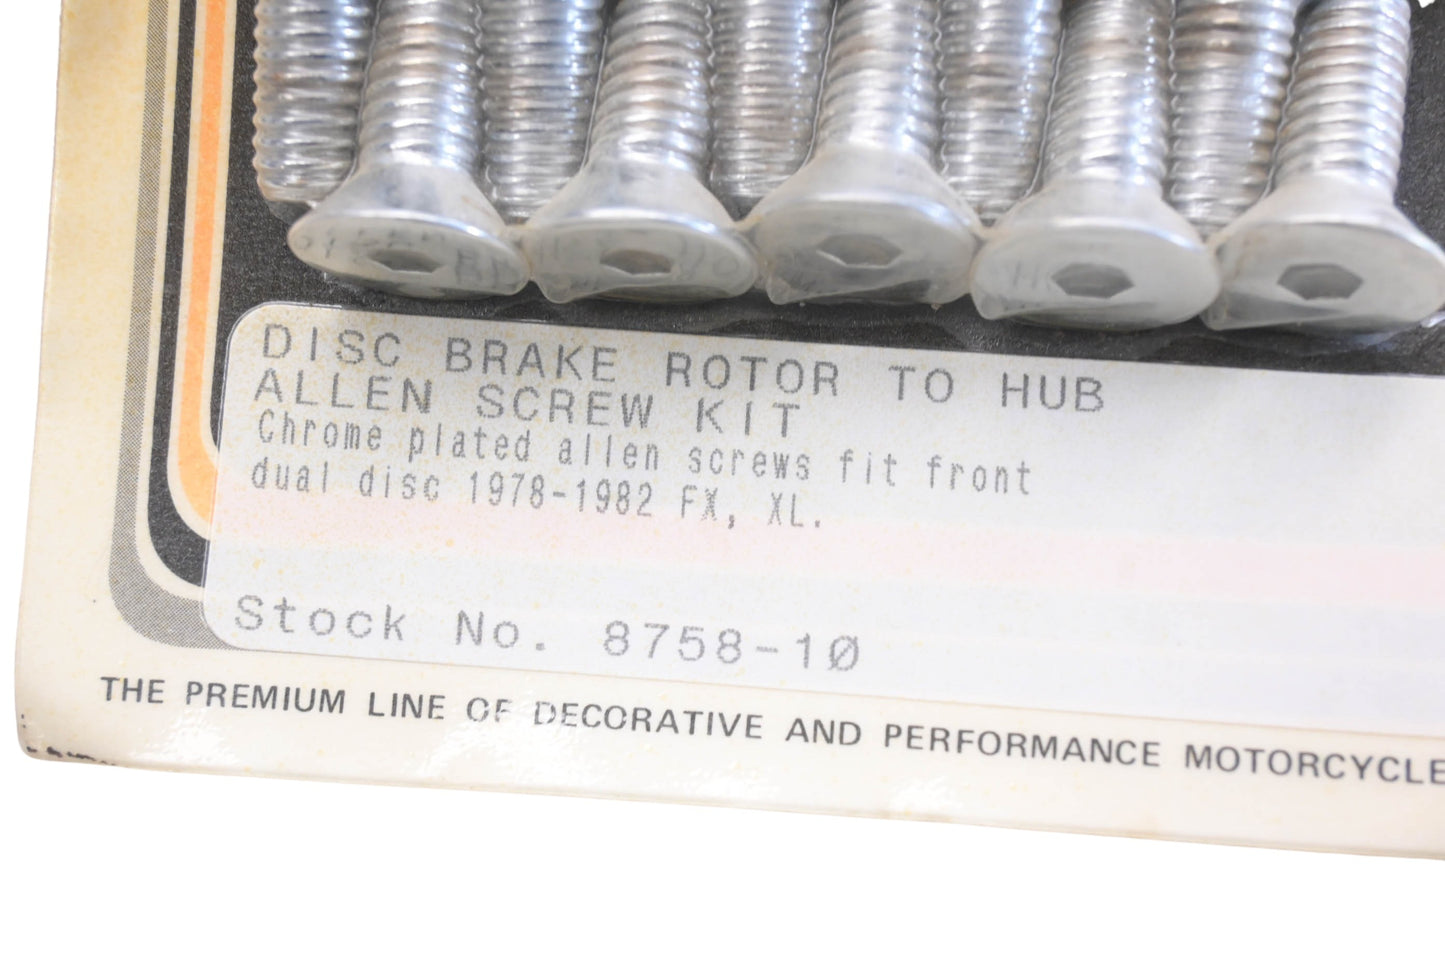 DISC BRAKE ROTOR TO HUB
ALLEN SCREW KIT
Chrome plated allen screws fit front
dual disc 1978-1982 FX, XL.
Stock No. 8758-10
THE PREMIUM LINE OF DECORATIVE AND PERFORMANCE MOTORCYCLE